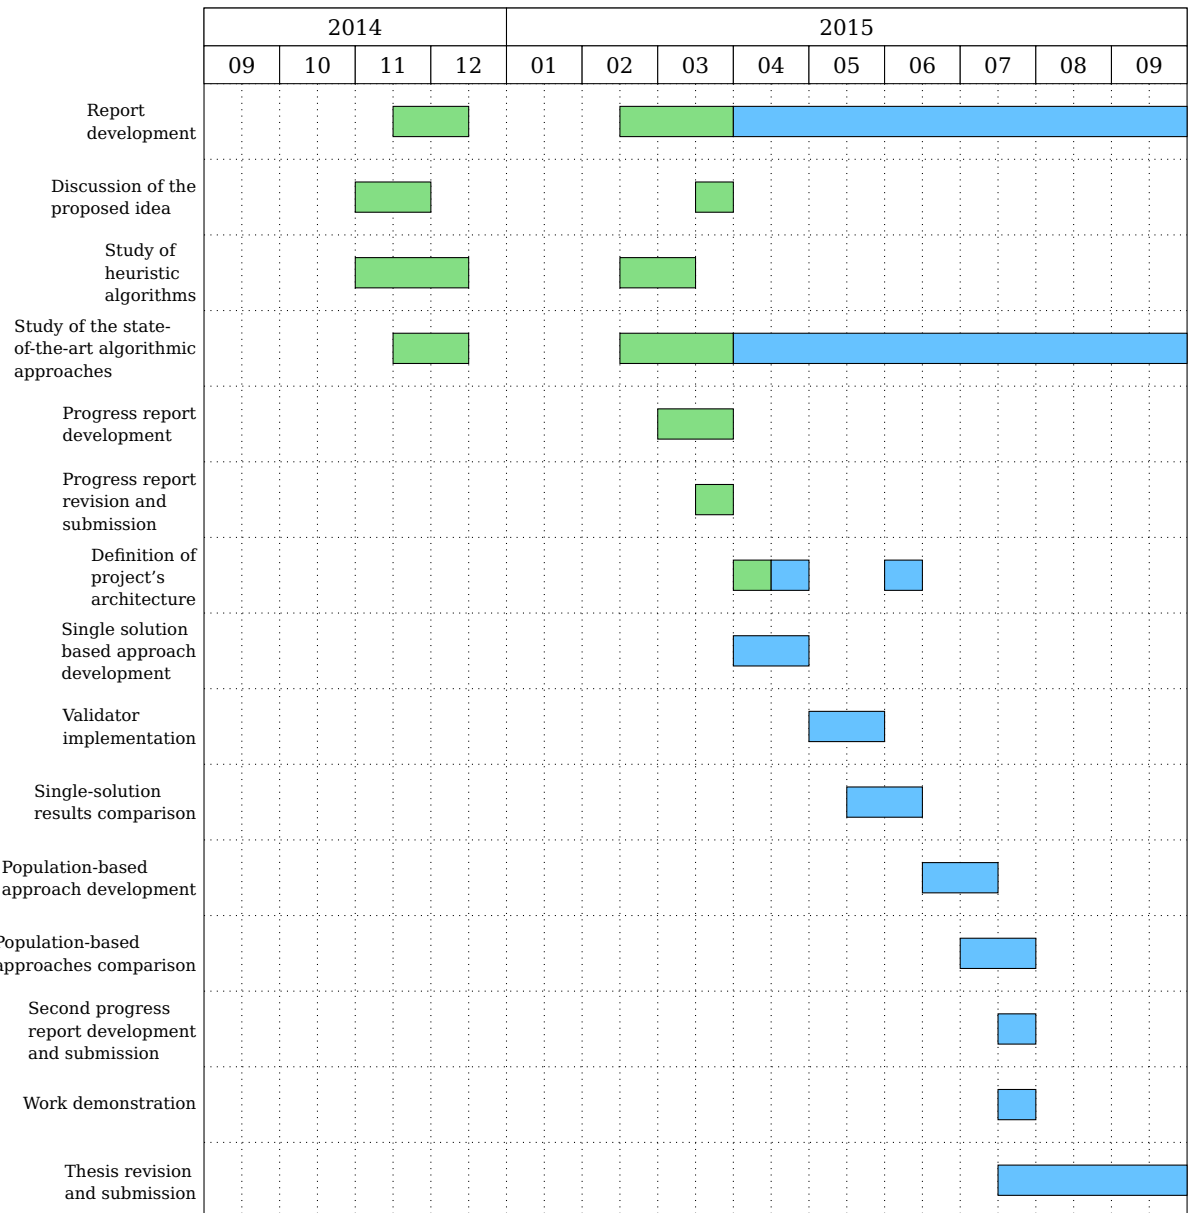 2014 2015
09 10 11 12 01 02 03 04 05 06 07 08 09
Report
development
Discussion of the
proposed idea
Study of
heuristic
algorithms
Study of the state-
of-the-art algorithmic
approaches
Progress report
development
Progress report
revision and
submission
Definition of
project’s
architecture
Single solution
based approach
development
Validator
implementation
Single-solution
results comparison
Population-based
approach development
Population-based
approaches comparison
Second progress
report development
and submission
Work demonstration
Thesis revision
and submission